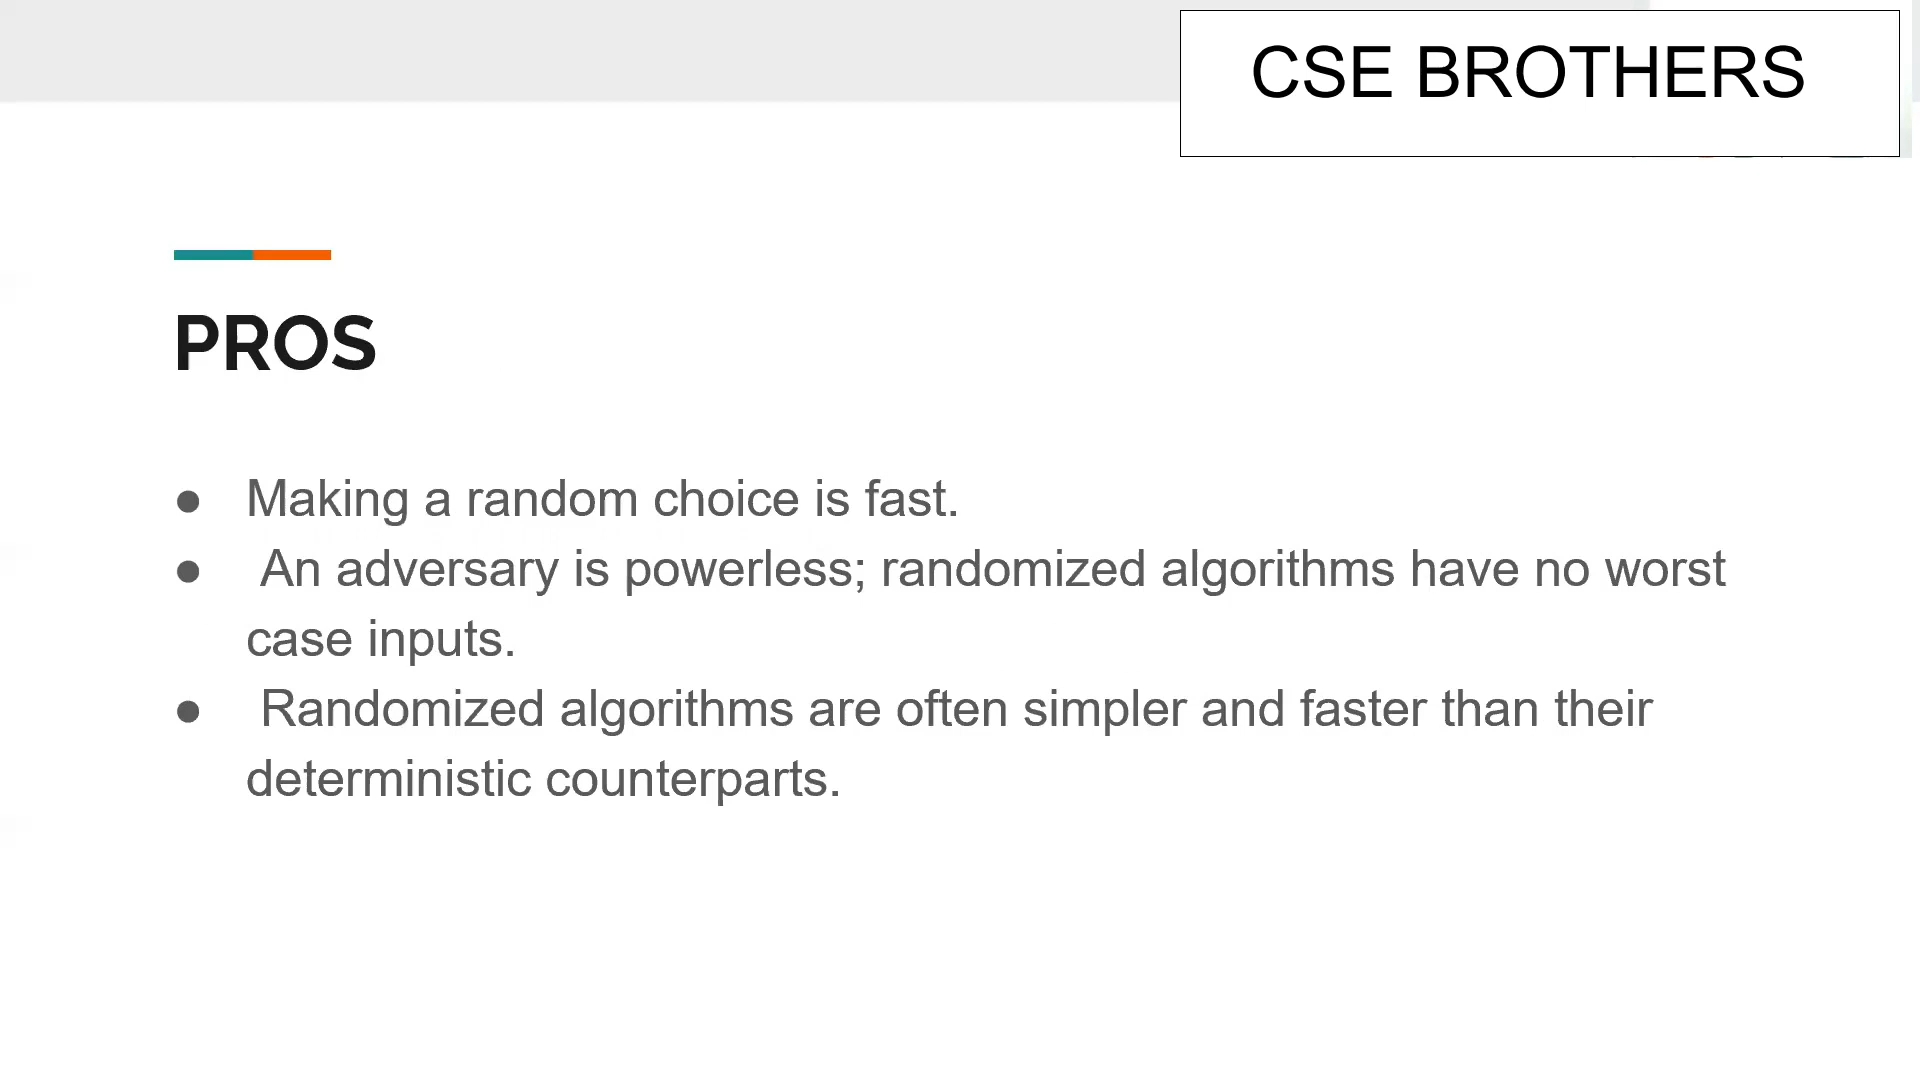 CSE BROTHERS
PROS
● Making a random choice is fast.
● An adversary is powerless; randomized algorithms have no worst
case inputs.
● Randomized algorithms are often simpler and faster than their
deterministic counterparts.